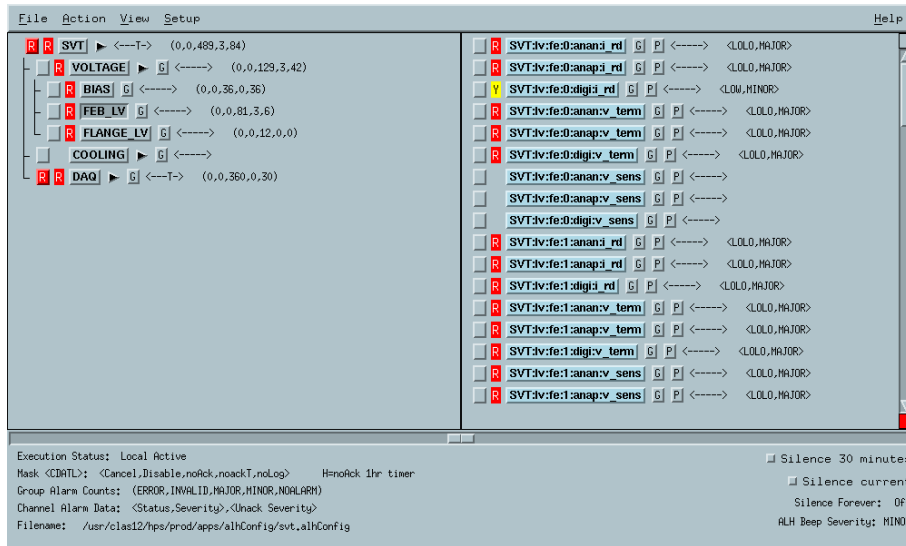 File Action View Setup Help
R R SVT <---T-> (0,0,489,3,84)
R VOLTAGE G <-----> (0,0,129,3,42)
R BIAS G <-----> (0,0,36,0,36)
R FEB_LV G <-----> (0,0,81,3,6)
R FLANGE_LV G <-----> (0,0,12,0,0)
COOLING G <----->
R R DAQ G <---T-> (0,0,360,0,30)
R SVT:lv:fe:0:anan:i_rd G P <-----> <LOLO,MAJOR>
R SVT:lv:fe:0:anap:i_rd G P <-----> <LOLO,MAJOR>
Y SVT:lv:fe:0:digi:i_rd G P <-----> <LOW,MINOR>
R SVT:lv:fe:0:anan:v_term G P <-----> <LOLO,MAJOR>
R SVT:lv:fe:0:anap:v_term G P <-----> <LOLO,MAJOR>
R SVT:lv:fe:0:digi:v_term G P <-----> <LOLO,MAJOR>
SVT:lv:fe:0:anan:v_sens G P <----->
SVT:lv:fe:0:anap:v_sens G P <----->
SVT:lv:fe:0:digi:v_sens G P <----->
R SVT:lv:fe:1:anan:i_rd G P <-----> <LOLO,MAJOR>
R SVT:lv:fe:1:anap:i_rd G P <-----> <LOLO,MAJOR>
R SVT:lv:fe:1:digi:i_rd G P <-----> <LOLO,MAJOR>
R SVT:lv:fe:1:anan:v_term G P <-----> <LOLO,MAJOR>
R SVT:lv:fe:1:anap:v_term G P <-----> <LOLO,MAJOR>
R SVT:lv:fe:1:digi:v_term G P <-----> <LOLO,MAJOR>
R SVT:lv:fe:1:anan:v_sens G P <-----> <LOLO,MAJOR>
R SVT:lv:fe:1:anap:v_sens G P <-----> <LOLO,MAJOR>
Execution Status: Local Active
Mask <CDATL>: <Cancel,Disable,noAck,noackT,noLog> H=noAck 1hr timer
Group Alarm Counts: (ERROR,INVALID,MAJOR,MINOR,NOALARM)
Channel Alarm Data: <Status,Severity>,<Unack Severity>
Filename: /usr/clas12/hps/prod/apps/alhConfig/svt.alhConfig
Silence 30 minute
Silence curren
Silence Forever: Of
ALH Beep Severity: MINO